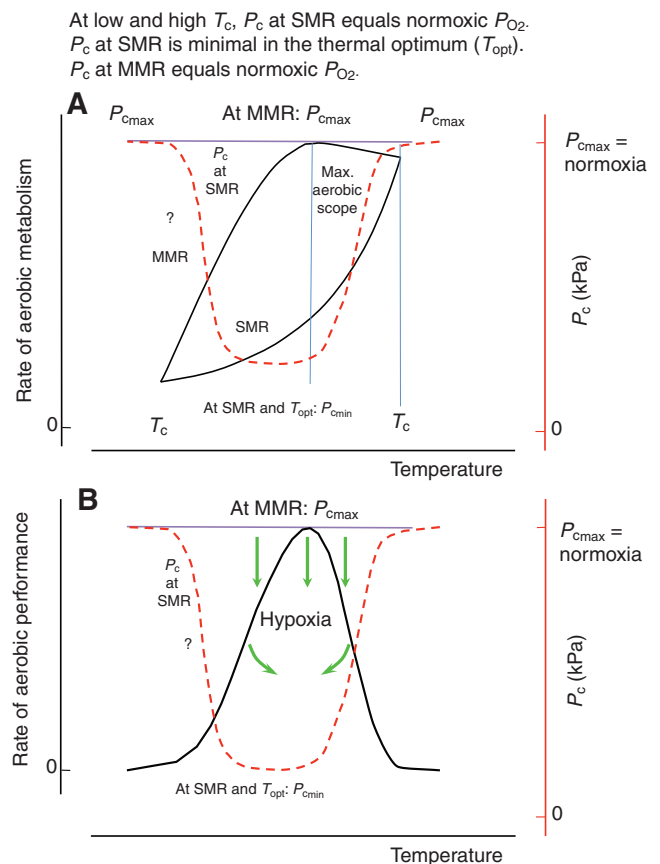 At low and high Tc, Pc at SMR equals normoxic PO2.
Pc at SMR is minimal in the thermal optimum (Topt).
Pc at MMR equals normoxic PO2.
A
Pcmax
At MMR: Pcmax
Pcmax
Pcmax =
normoxia
Pc
at
SMR
Max.
aerobic
scope
?
MMR
SMR
At SMR and Topt: Pcmin
Rate of aerobic metabolism
Pc (kPa)
0
0
Tc
Tc
Temperature
B
At MMR: Pcmax
Pcmax =
normoxia
Pc
at
SMR
?
Hypoxia
At SMR and Topt: Pcmin
Rate of aerobic performance
Pc (kPa)
0
0
Temperature